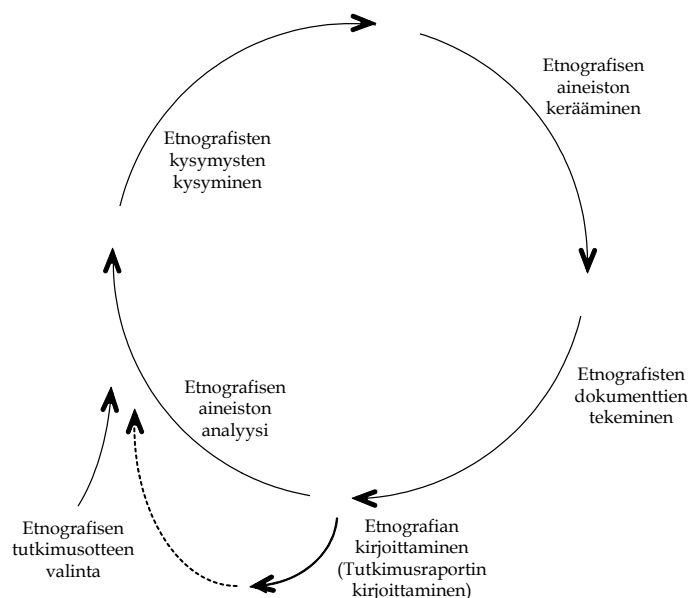 Etnografisen
aineiston
kerääminen
Etnografisten
kysymysten
kysyminen
Etnografisten
dokumenttien
tekeminen
Etnografisen
aineiston
analyysi
Etnografisen
tutkimusotteen
valinta
Etnografian
kirjoittaminen
(Tutkimusraportin
kirjoittaminen)